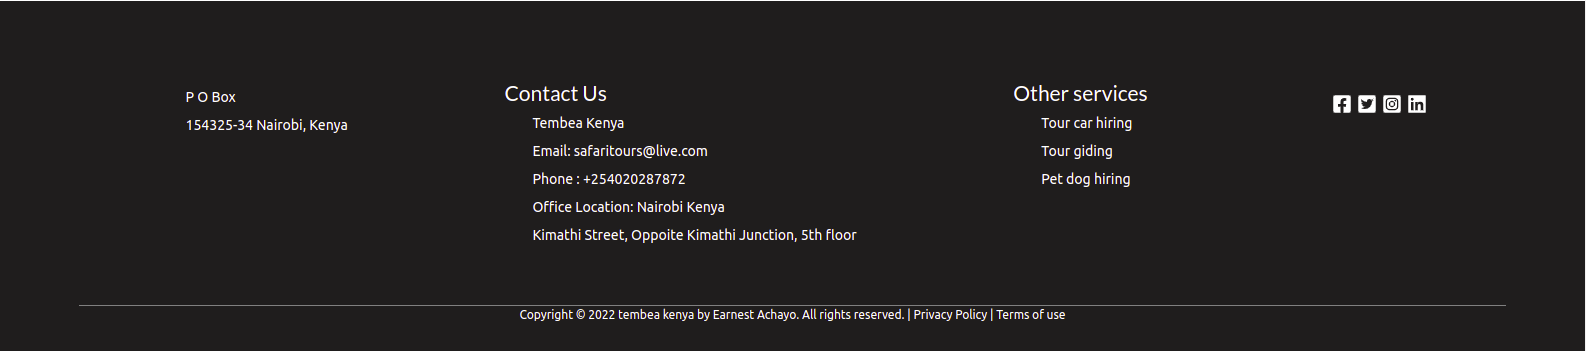 P O Box
154325-34 Nairobi, Kenya
Contact Us
Tembea Kenya
Email: safaritours@live.com
Phone : +254020287872
Office Location: Nairobi Kenya
Kimathi Street, Oppoite Kimathi Junction, 5th floor
Other services
Tour car hiring
Tour giding
Pet dog hiring
Copyright © 2022 tembea kenya by Earnest Achayo. All rights reserved. | Privacy Policy | Terms of use